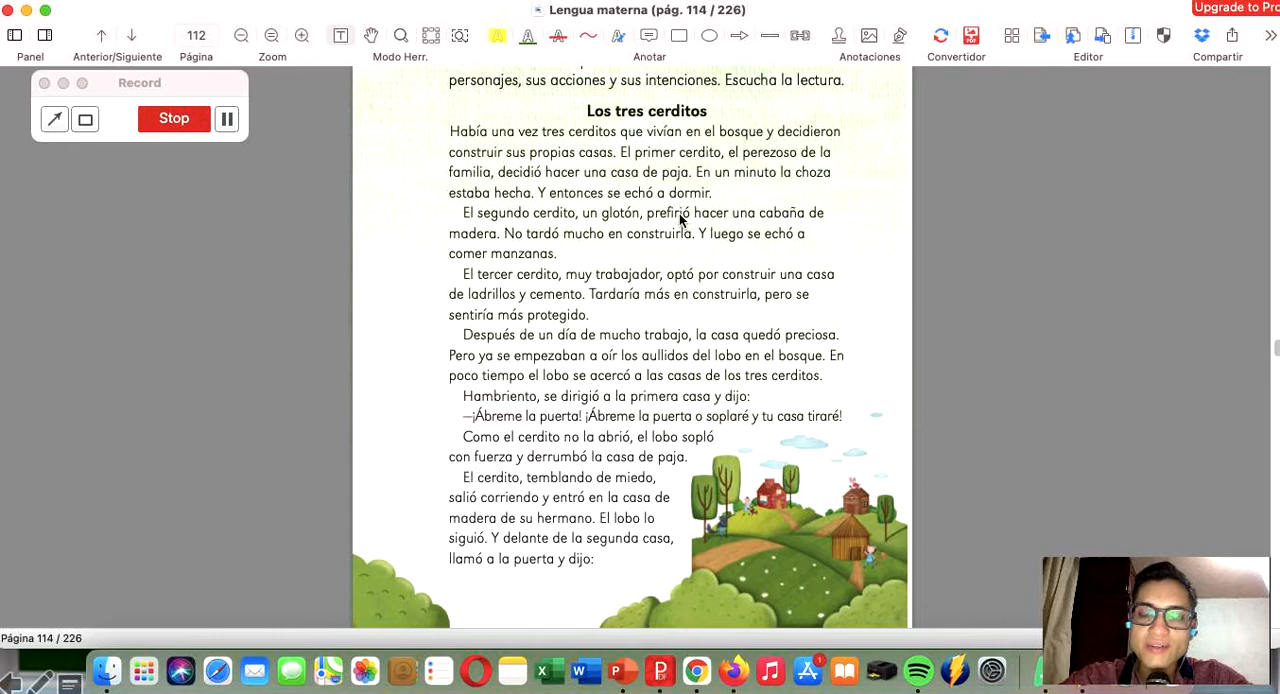 Lengua materna (pág. 114 / 226)
Upgrade to Pro
112
Panel
Anterior/Siguiente
Página
Zoom
Modo Herr.
Anotar
Anotaciones
Convertidor
Editor
Compartir
Record
Stop
personajes, sus acciones y sus intenciones. Escucha la lectura.
Los tres cerditos
Había una vez tres cerditos que vivían en el bosque y decidieron
construir sus propias casas. El primer cerdito, el perezoso de la
familia, decidió hacer una casa de paja. En un minuto la choza
estaba hecha. Y entonces se echó a dormir.
El segundo cerdito, un glotón, prefirió hacer una cabaña de
madera. No tardó mucho en construirla. Y luego se echó a
comer manzanas.
El tercer cerdito, muy trabajador, optó por construir una casa
de ladrillos y cemento. Tardaría más en construirla, pero se
sentiría más protegido.
Después de un día de mucho trabajo, la casa quedó preciosa.
Pero ya se empezaban a oír los aullidos del lobo en el bosque. En
poco tiempo el lobo se acercó a las casas de los tres cerditos.
Hambriento, se dirigió a la primera casa y dijo:
—¡Ábreme la puerta! ¡Ábreme la puerta o soplaré y tu casa tiraré!
Como el cerdito no la abrió, el lobo sopló
con fuerza y derrumbó la casa de paja.
El cerdito, temblando de miedo,
salió corriendo y entró en la casa de
madera de su hermano. El lobo lo
siguió. Y delante de la segunda casa,
llamó a la puerta y dijo:
Página 114 / 226